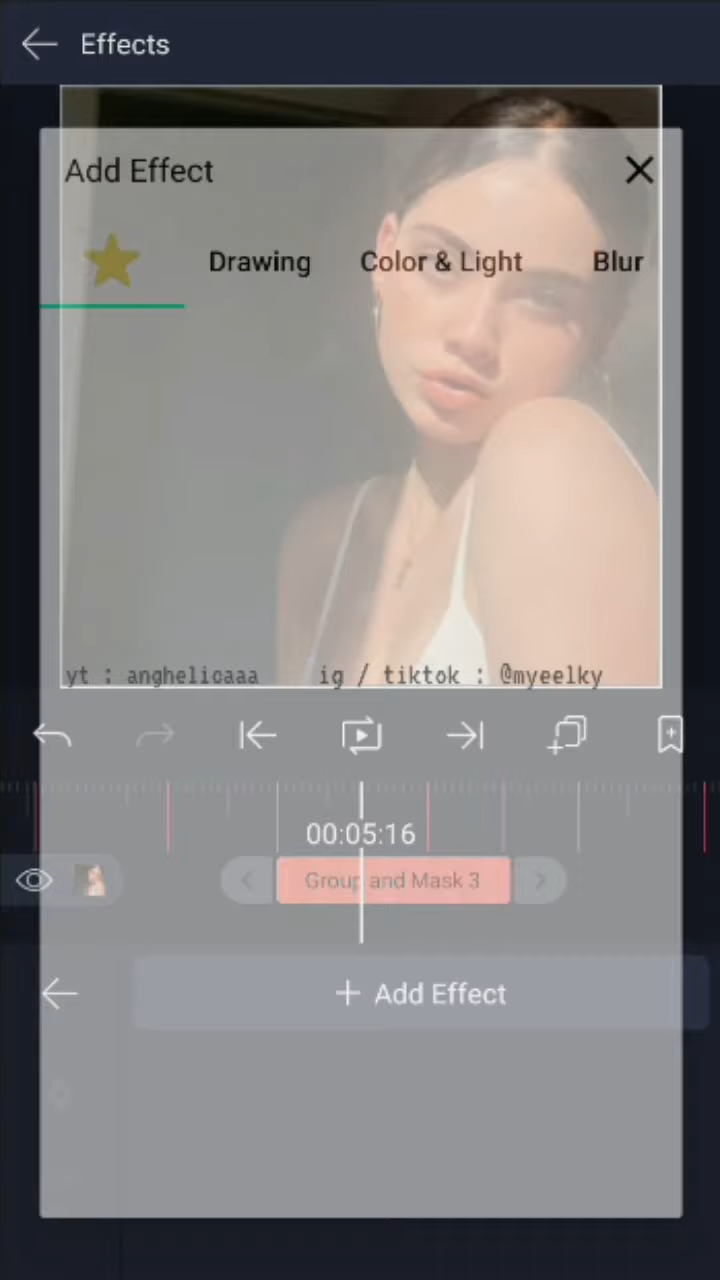 Effects
Add Effect
Drawing Color & Light Blur
yt : anghelicaaa ig / tiktok : @myeelky
00:05:16
Group and Mask 3
Add Effect